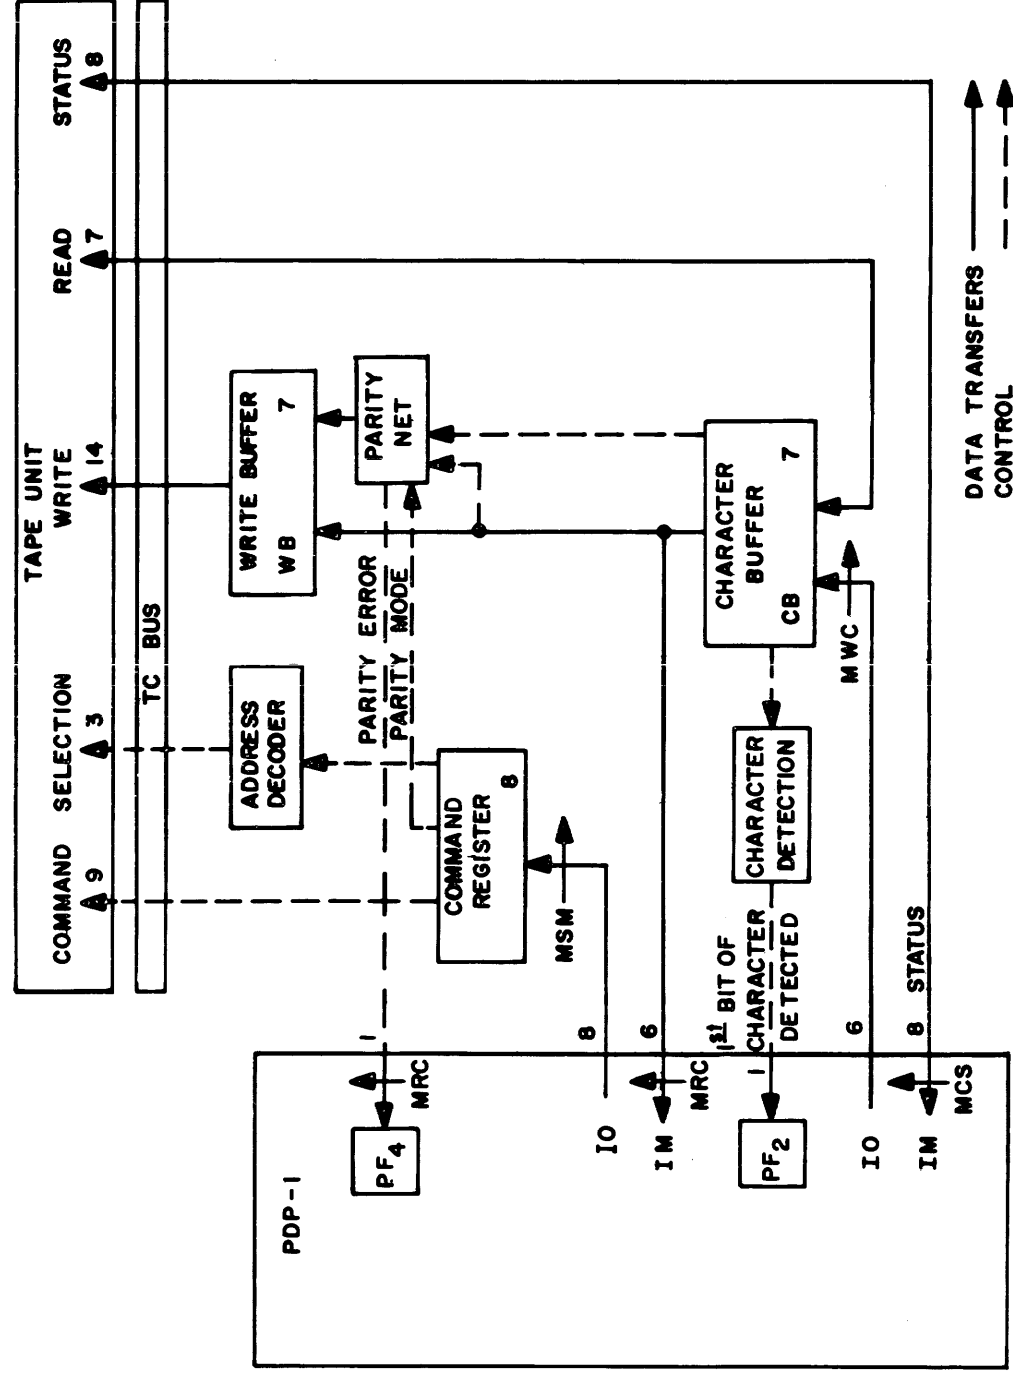 TAPE UNIT
COMMAND SELECTION WRITE READ STATUS
9 3 14 7 8
TC BUS
ADDRESS
DECODER
WRITE BUFFER
WB 7
PARITY
NET
PARITY ERROR
PARITY MODE
COMMAND
REGISTER
8
MSM
CHARACTER
BUFFER
CB 7
MWC
CHARACTER
DETECTION
1st BIT OF
CHARACTER
DETECTED
PDP-1
PF4
1
MRC
IO
8
IM
6
MRC
PF2
1
IO
6
IM
8 STATUS
MCS
DATA TRANSFERS
CONTROL